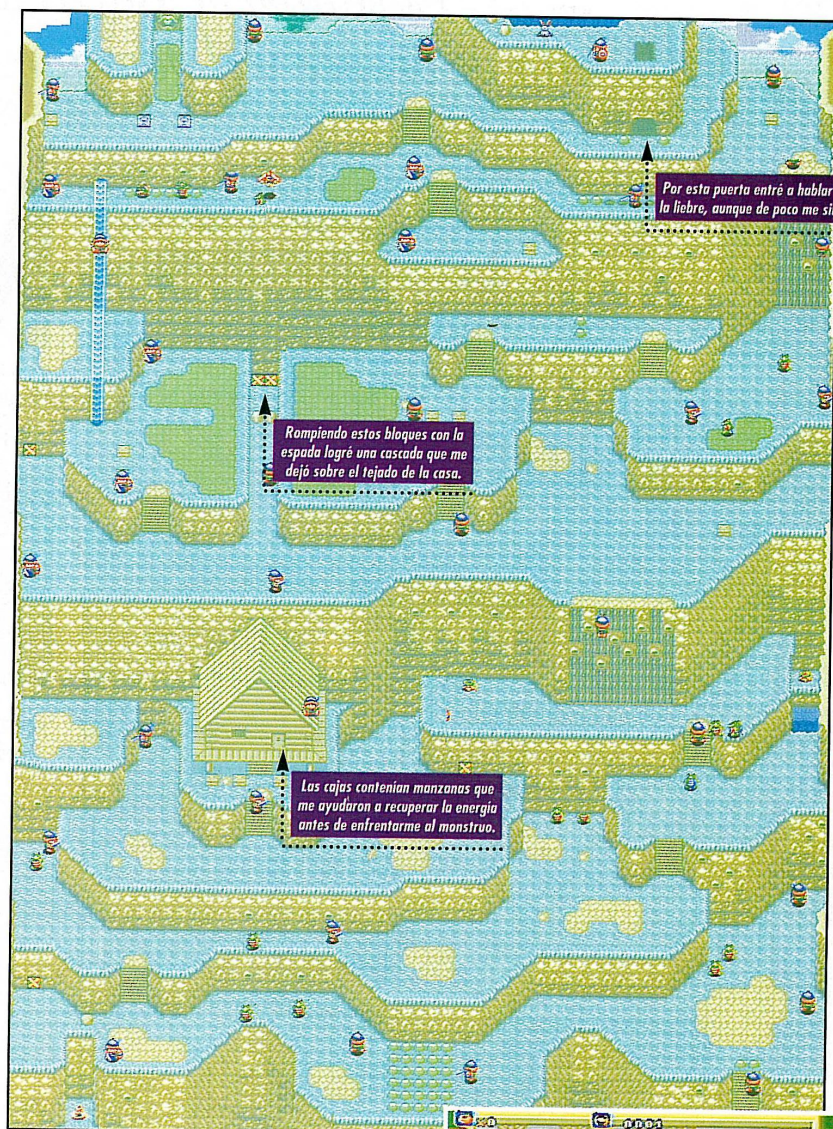 Por esta puerta entré a hablar
la liebre, aunque de poco me si
Rompiendo estos bloques con la
espada logré una cascada que me
dejó sobre el tejado de la casa.
Las cajas contenían manzanas que
me ayudaron a recuperar la energía
antes de enfrentarme al monstruo.